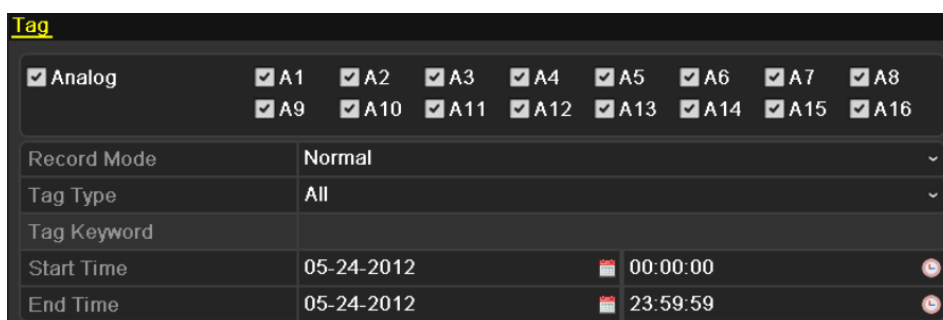 Tag
Analog A1 A2 A3 A4 A5 A6 A7 A8
A9 A10 A11 A12 A13 A14 A15 A16
Record Mode Normal
Tag Type All
Tag Keyword
Start Time 05-24-2012 00:00:00
End Time 05-24-2012 23:59:59